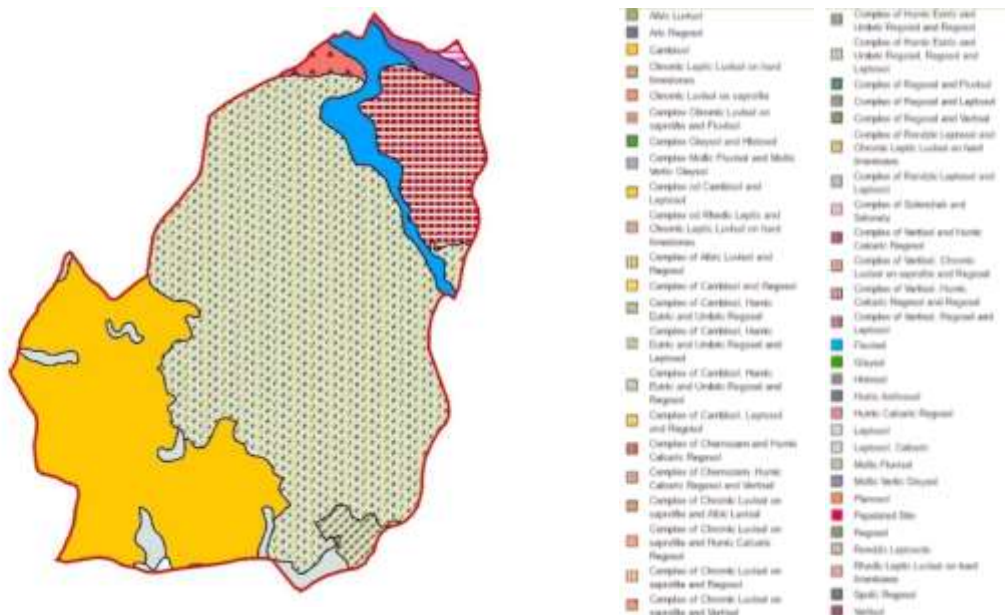 Albic Luvisol
Aric Regosol
Cambisol
Chromic Leptic Luvisol on hard
limestones
Chromic Luvisol on saprolite
Complex Chromic Luvisol on
saprolite and Fluvisol
Complex Gleysol and Histosol
Complex Mollic Fluvisol and Mollic
Vertic Gleysol
Complex od Cambisol and
Leptosol
Complex od Rhodic Leptic and
Chromic Leptic Luvisol on hard
limestones
Complex of Albic Luvisol and
Regosol
Complex of Cambisol and Regosol
Complex of Cambisol, Humic
Eutric and Umbric Regosol
Complex of Cambisol, Humic
Eutric and Umbric Regosol and
Leptosol
Complex of Cambisol, Humic
Eutric and Umbric Regosol and
Regosol
Complex of Cambisol, Leptosol
and Regosol
Complex of Chernozem and Humic
Calcaric Regosol
Complex of Chernozem, Humic
Calcaric Regosol and Vertisol
Complex of Chromic Luvisol on
saprolite and Albic Luvisol
Complex of Chromic Luvisol on
saprolite and Humic Calcaric
Regosol
Complex of Chromic Luvisol on
saprolite and Regosol
Complex of Chromic Luvisol on
saprolite and Vertisol
Complex of Humic Eutric and
Umbric Regosol and Regosol
Complex of Humic Eutric and
Umbric Regosol, Regosol and
Leptosol
Complex of Regosol and Fluvisol
Complex of Regosol and Leptosol
Complex of Regosol and Vertisol
Complex of Rendzic Leptosol and
Chromic Leptic Luvisol on hard
limestones
Complex of Rendzic Leptosol and
Leptosol
Complex of Solonchak and
Solonetz
Complex of Vertisol and Humic
Calcaric Regosol
Complex of Vertisol, Chromic
Luvisol on saprolite and Regosol
Complex of Vertisol, Humic
Calcaric Regosol and Regosol
Complex of Vertisol, Regosol and
Leptosol
Fluvisol
Gleysol
Histosol
Humic
Humic Calcaric Regosol
Leptosol
Leptosol, Calcaric
Mollic Fluvisol
Mollic Vertic Gleysol
Planosol
Populated Site
Regosol
Rendzic Leptosols
Rhodic Leptic Luvisol on hard
limestones
Spolic Regosol
Vertisol